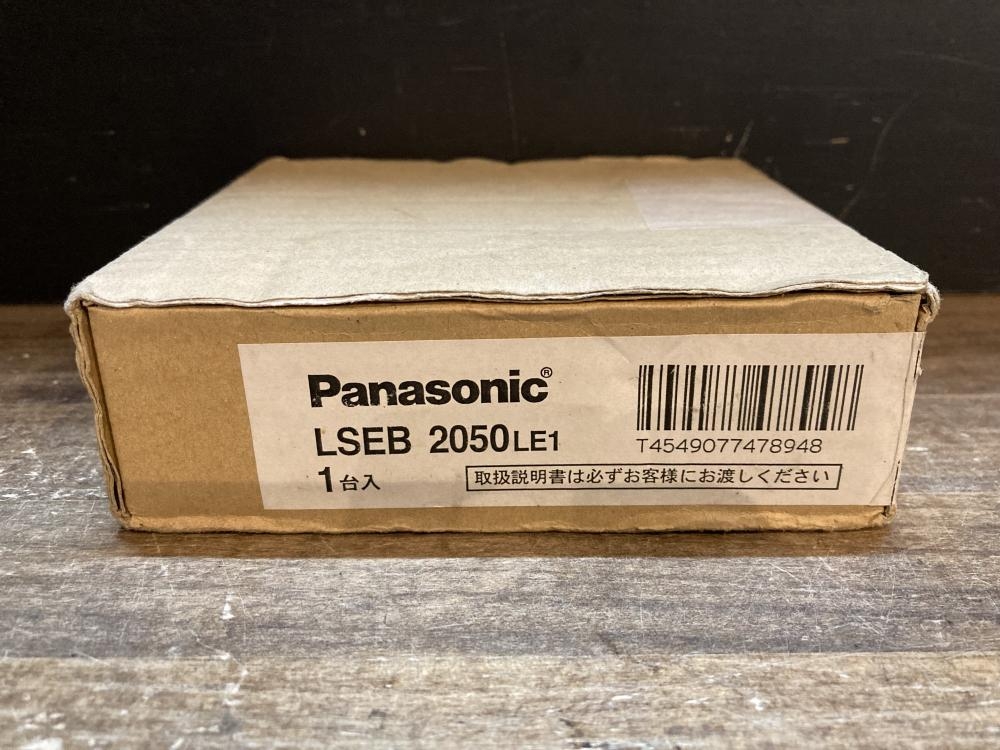 Panasonic®
LSEB 2050LE1
1台入
T4549077478948
取扱説明書は必ずお客様にお渡しください